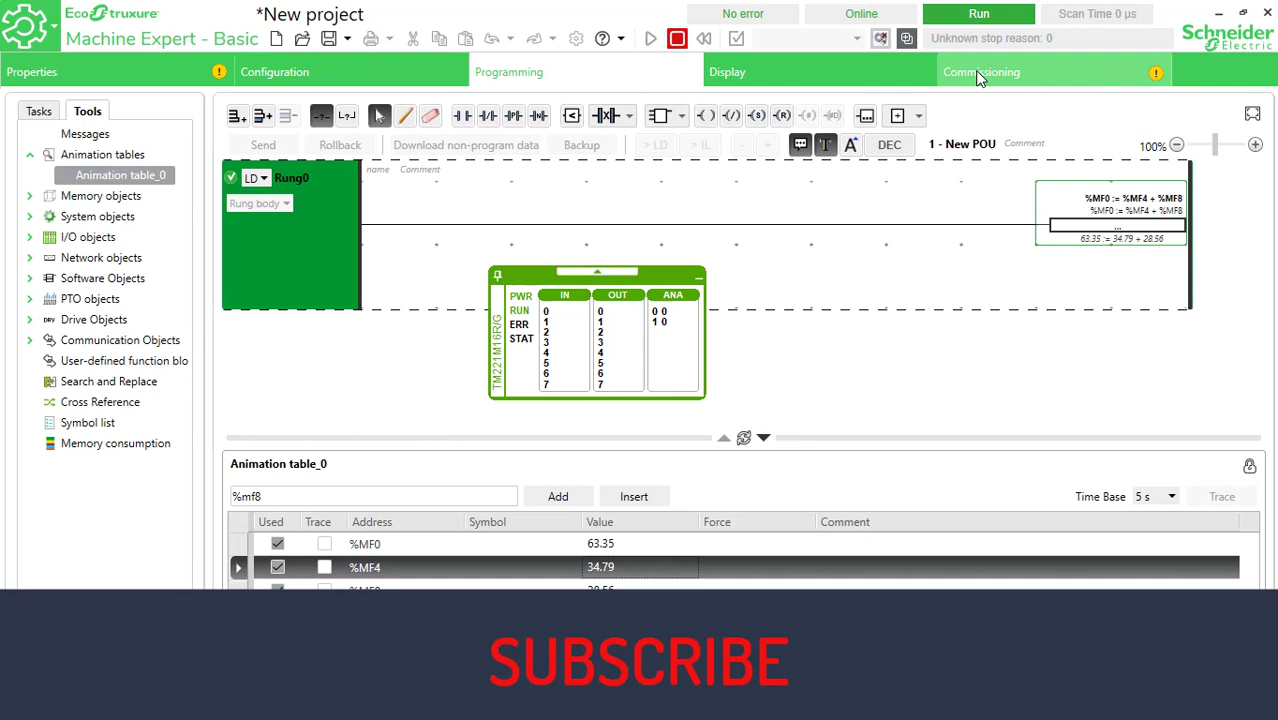 EcoStruxure
Machine Expert - Basic
*New project
No error
Online
Run
Scan Time 0 µs
Unknown stop reason: 0
Schneider
Electric
Properties
Configuration
Programming
Display
Commissioning
Tasks
Tools
Messages
Animation tables
Animation table_0
Memory objects
System objects
I/O objects
Network objects
Software Objects
PTO objects
DRV Drive Objects
Communication Objects
User-defined function blo
Search and Replace
Cross Reference
Symbol list
Memory consumption
Send
Rollback
Download non-program data
Backup
> LD
> IL
DEC
1 - New POU
Comment
100%
LD
Rung0
Rung body
name
Comment
%MF0 := %MF4 + %MF8
%MF0 := %MF4 + %MF8
...
63.35 := 34.79 + 28.56
TM221M16R/G
PWR
RUN
ERR
STAT
IN
0
1
2
3
4
5
6
7
OUT
0
1
2
3
4
5
6
7
ANA
0 0
1 0
Animation table_0
%mf8
Add
Insert
Time Base
5 s
Trace
Used
Trace
Address
Symbol
Value
Force
Comment
%MF0
63.35
%MF4
34.79
SUBSCRIBE